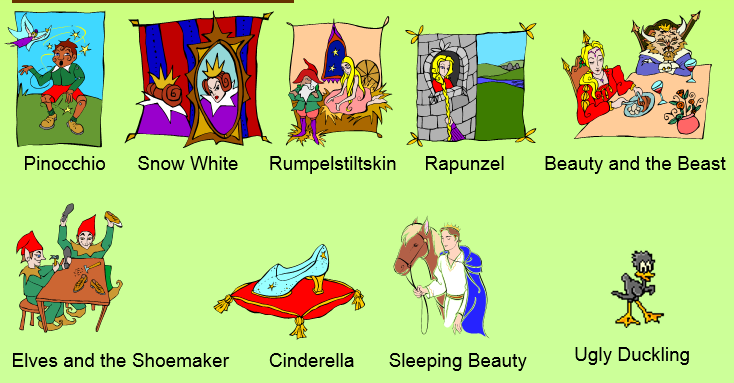 Pinocchio
Snow White
Rumpelstiltskin
Rapunzel
Beauty and the Beast
Elves and the Shoemaker
Cinderella
Sleeping Beauty
Ugly Duckling